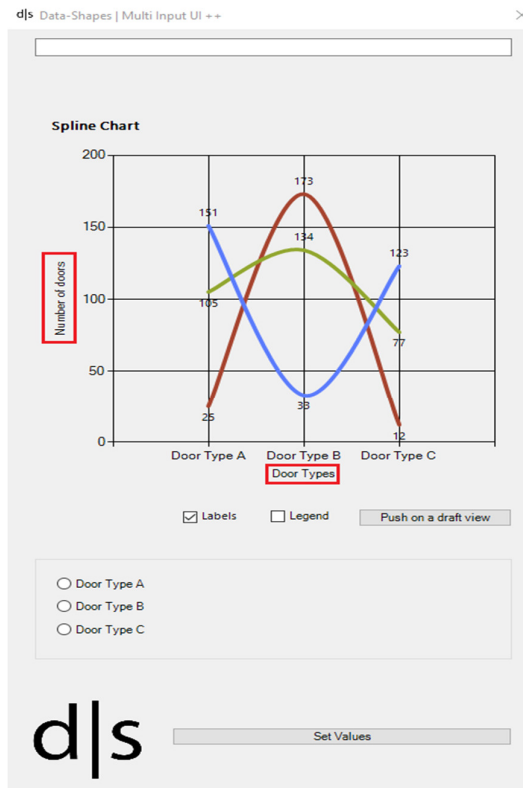 d|s Data-Shapes | Multi Input UI ++
Spline Chart
200
173
151
150
134
123
Number of doors
105
100
77
50
33
25
12
0
Door Type A Door Type B Door Type C
Door Types
Labels Legend Push on a draft view
Door Type A
Door Type B
Door Type C
d|s Set Values